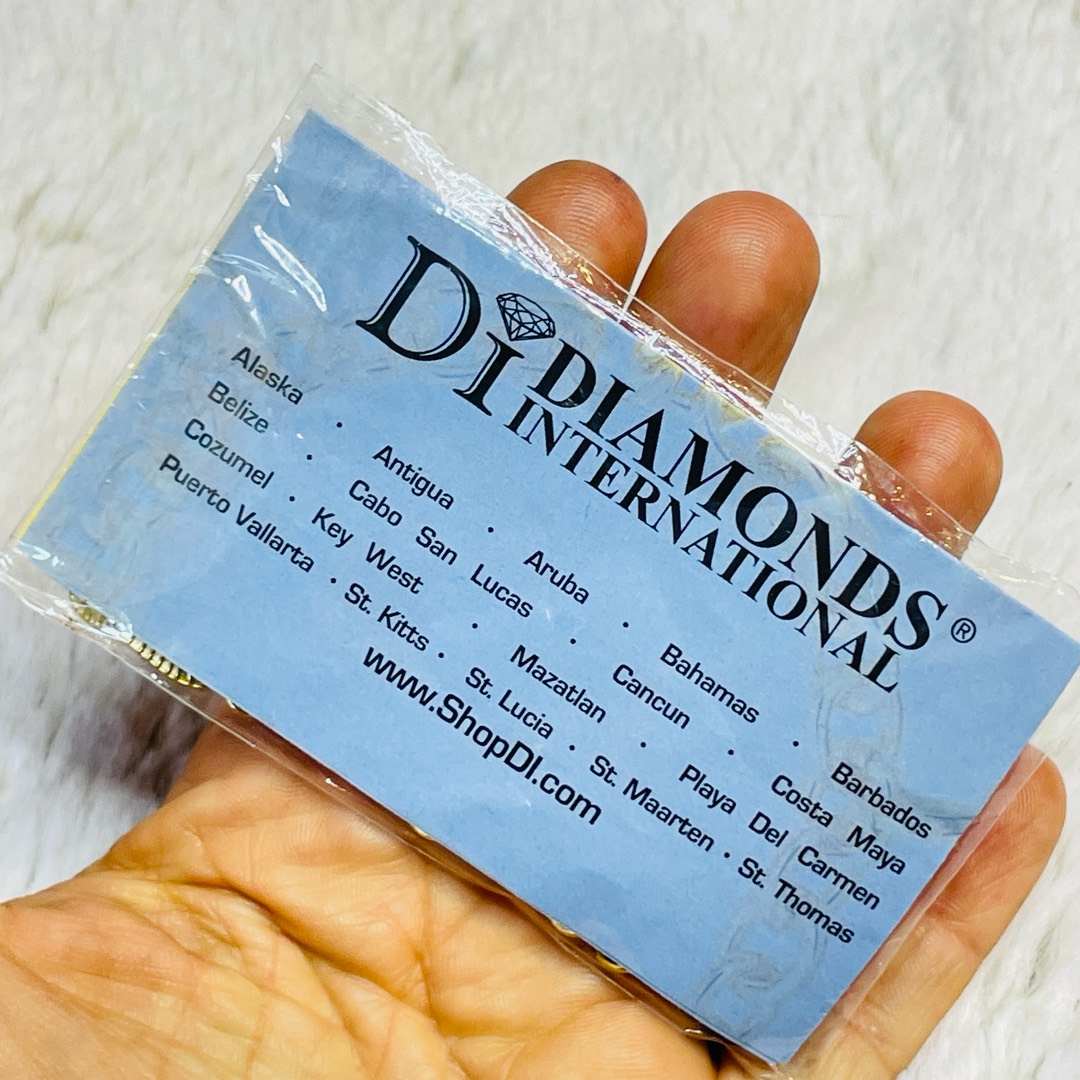 DI DIAMONDS®
INTERNATIONAL
Alaska · Antigua · Aruba · Bahamas · Barbados
Belize · Cabo San Lucas · Cancun · Costa Maya
Cozumel · Key West · Mazatlan · Playa Del Carmen
Puerto Vallarta · St. Kitts · St. Lucia · St. Maarten · St. Thomas
www.ShopDI.com